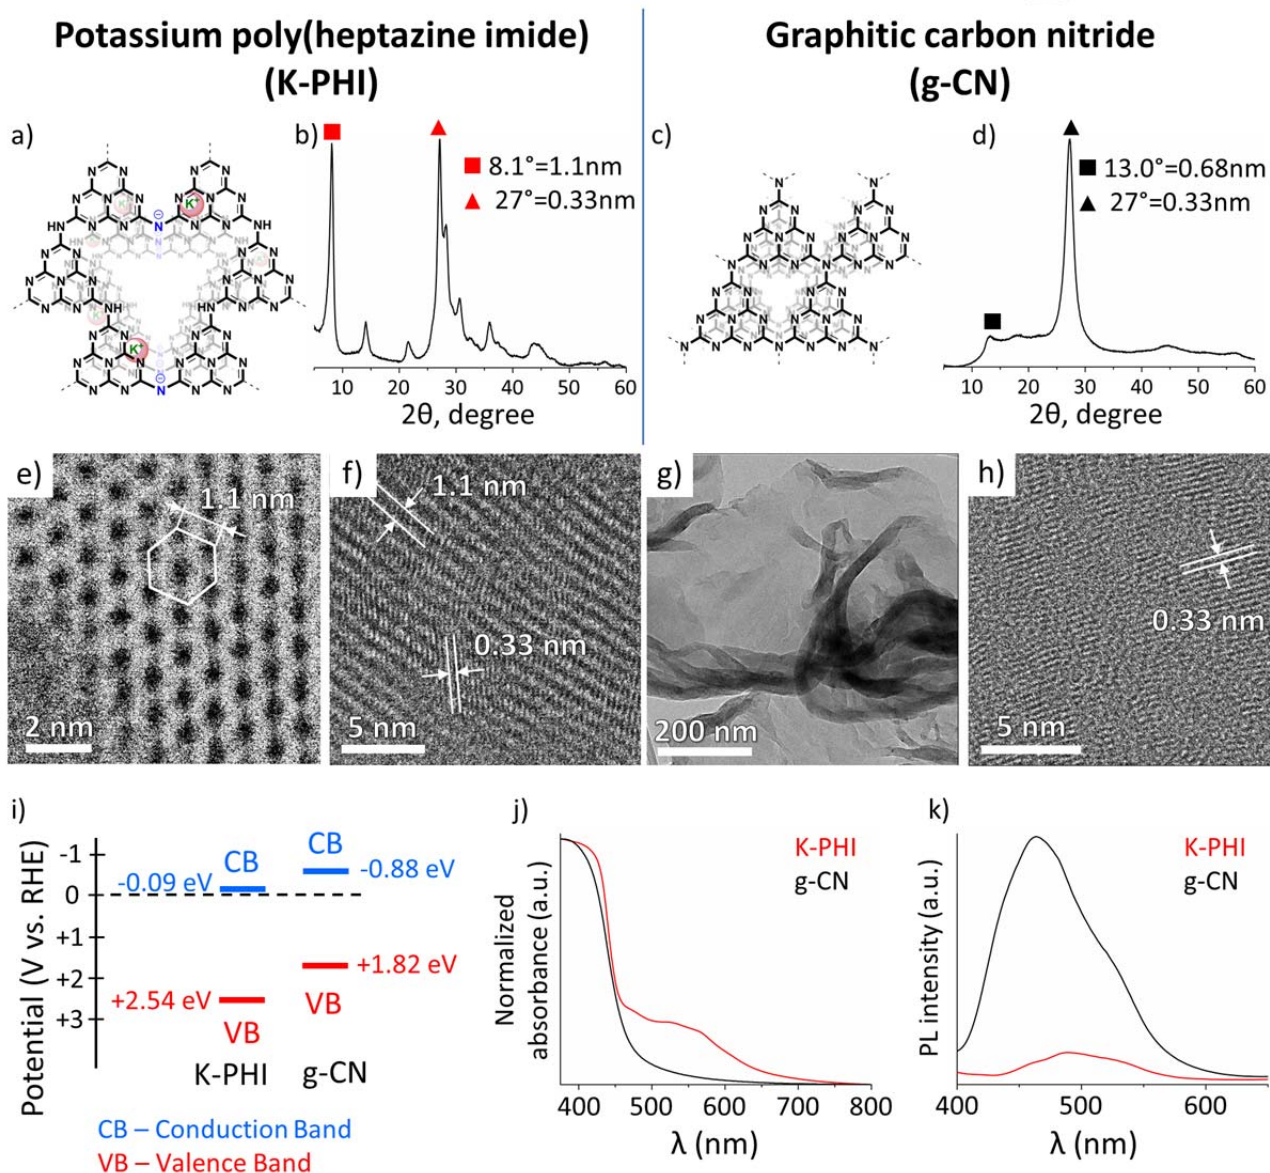 Potassium poly(heptazine imide)
(K-PHI)
Graphitic carbon nitride
(g-CN)
a)
b)
8.1°=1.1nm
27°=0.33nm
10 20 30 40 50 60
2θ, degree
c)
d)
13.0°=0.68nm
27°=0.33nm
10 20 30 40 50 60
2θ, degree
e)
1.1 nm
2 nm
f)
1.1 nm
0.33 nm
5 nm
g)
200 nm
h)
0.33 nm
5 nm
i)
Potential (V vs. RHE)
-1
0
+1
+2
+3
CB
-0.09 eV
CB
-0.88 eV
+1.82 eV
VB
+2.54 eV
VB
K-PHI
g-CN
CB – Conduction Band
VB – Valence Band
j)
K-PHI
g-CN
Normalized
absorbance (a.u.)
400 500 600 700 800
λ (nm)
k)
K-PHI
g-CN
PL intensity (a.u.)
400 500 600
λ (nm)